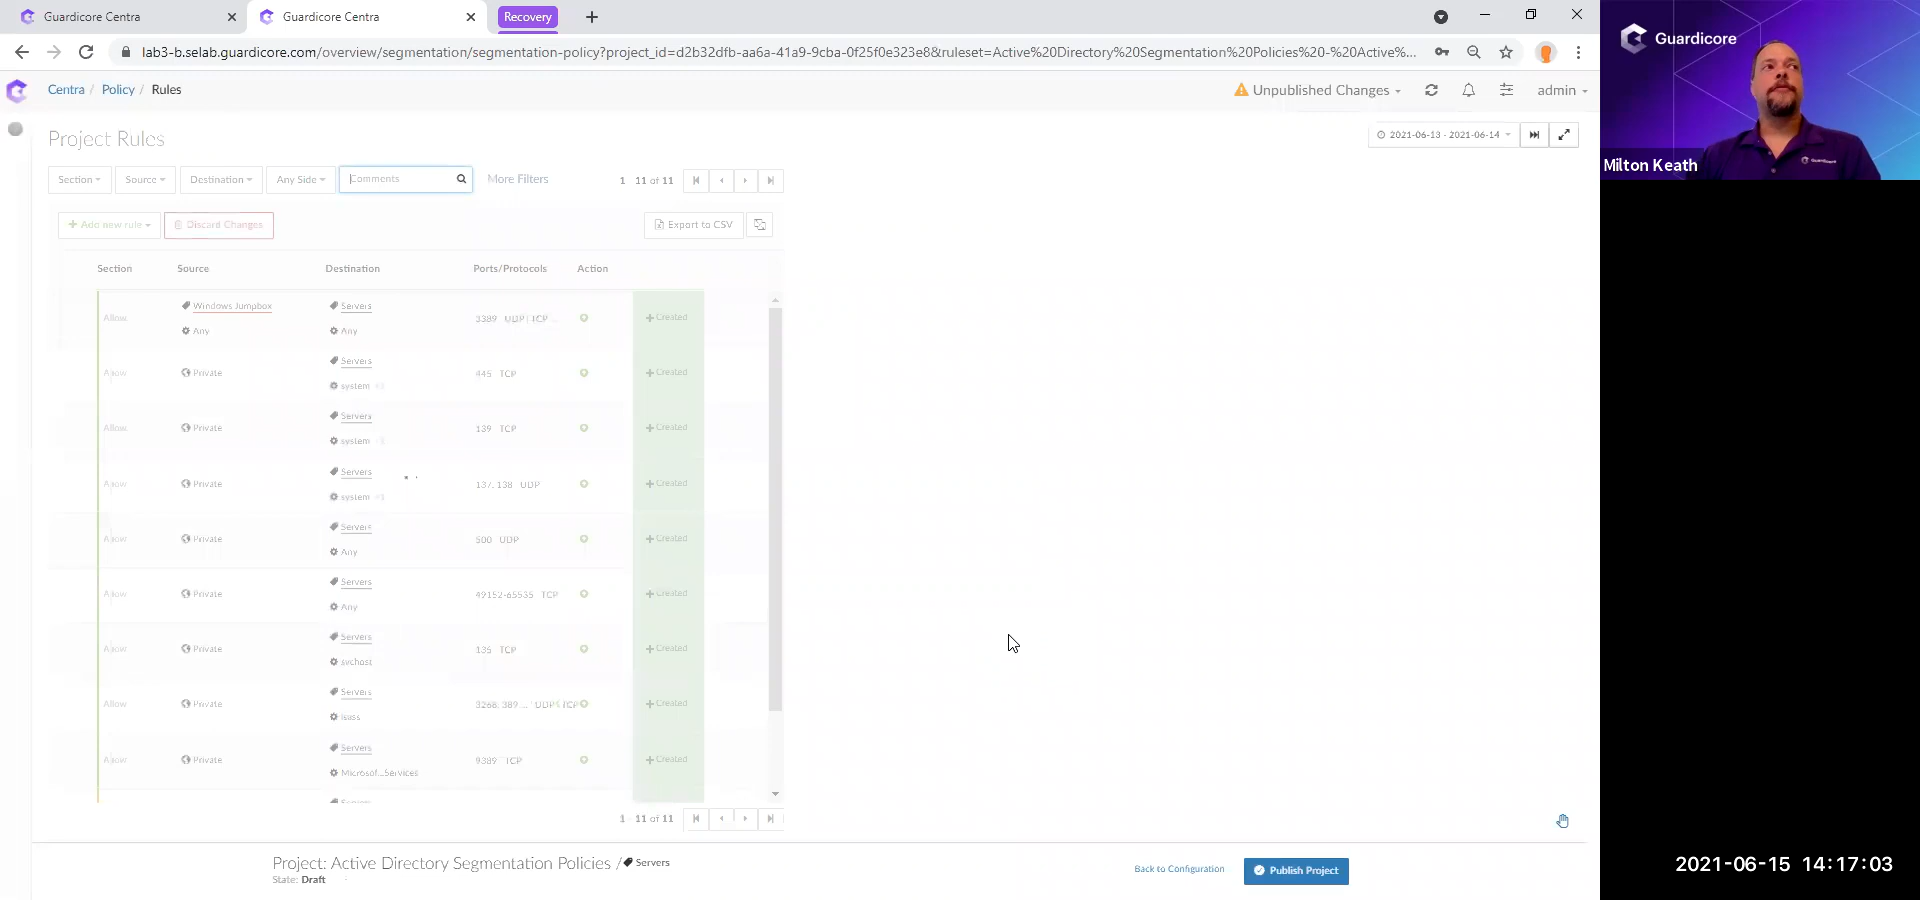 Guardicore Centra
Guardicore Centra
Recovery
lab3-b.selab.guardicore.com/overview/segmentation/segmentation-policy?project_id=d2b32dfb-aa6a-41a9-9cba-0f25f0e323e8&ruleset=Active%20Directory%20Segmentation%20Policies%20-%20Active%...
Centra / Policy / Rules
Unpublished Changes
admin
Project Rules
2021-06-13 - 2021-06-14
Section
Source
Destination
Any Side
Comments
More Filters
1 - 11 of 11
Add new rule
Discard Changes
Export to CSV
Section Source Destination Ports/Protocols Action
Windows Jumpbox Servers
Allow 3389 UDP TCP ... + Created
Any Any
Servers
Allow Private 445 TCP + Created
system
Servers
Allow Private 139 TCP + Created
system
Servers
Allow Private 137, 138 UDP + Created
system
Servers
Allow Private 500 UDP + Created
Any
Servers
Allow Private 49152-65535 TCP + Created
Any
Servers
Allow Private 135 TCP + Created
svchost
Servers
Allow Private 3268, 389 ... UDP TCP + Created
lsass
Servers
Allow Private 9389 TCP + Created
Microsof...Services
Servers
1 - 11 of 11
Project: Active Directory Segmentation Policies / Servers
State: Draft
Back to Configuration
Publish Project
Guardicore
Guardicore
Milton Keath
2021-06-15 14:17:03